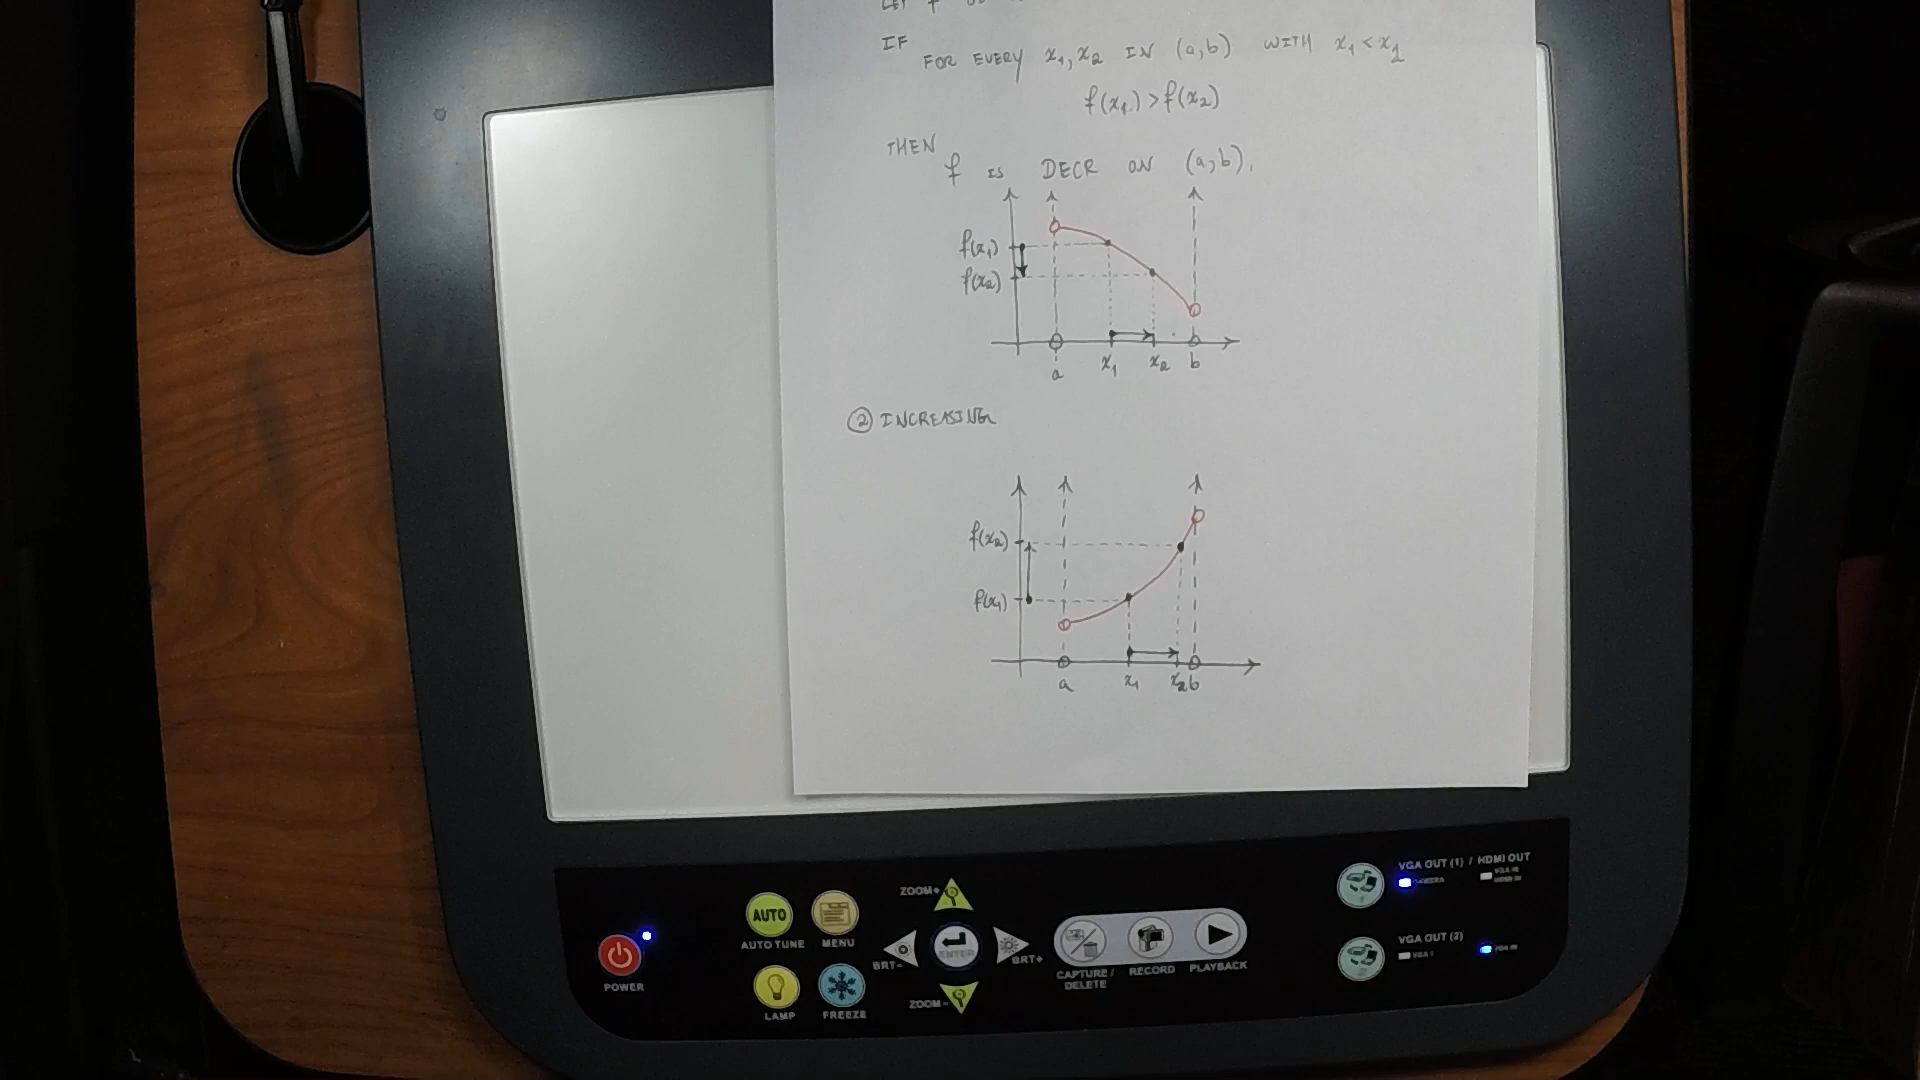 LET f
IF
FOR EVERY x₁, x₂ IN (a,b) WITH x₁ < x₂
f(x₁) > f(x₂)
THEN
f IS DECR ON (a,b).
f(x₁)
f(x₂)
a x₁ x₂ b
② INCREASING
f(x₂)
f(x₁)
a x₁ x₂ b
VGA OUT (1) / HDMI OUT
ZOOM+
AUTO
AUTO TUNE
MENU
ENTER
BRT-
BRT+
CAPTURE /
DELETE
RECORD
PLAYBACK
VGA OUT (2)
POWER
LAMP
FREEZE
ZOOM-